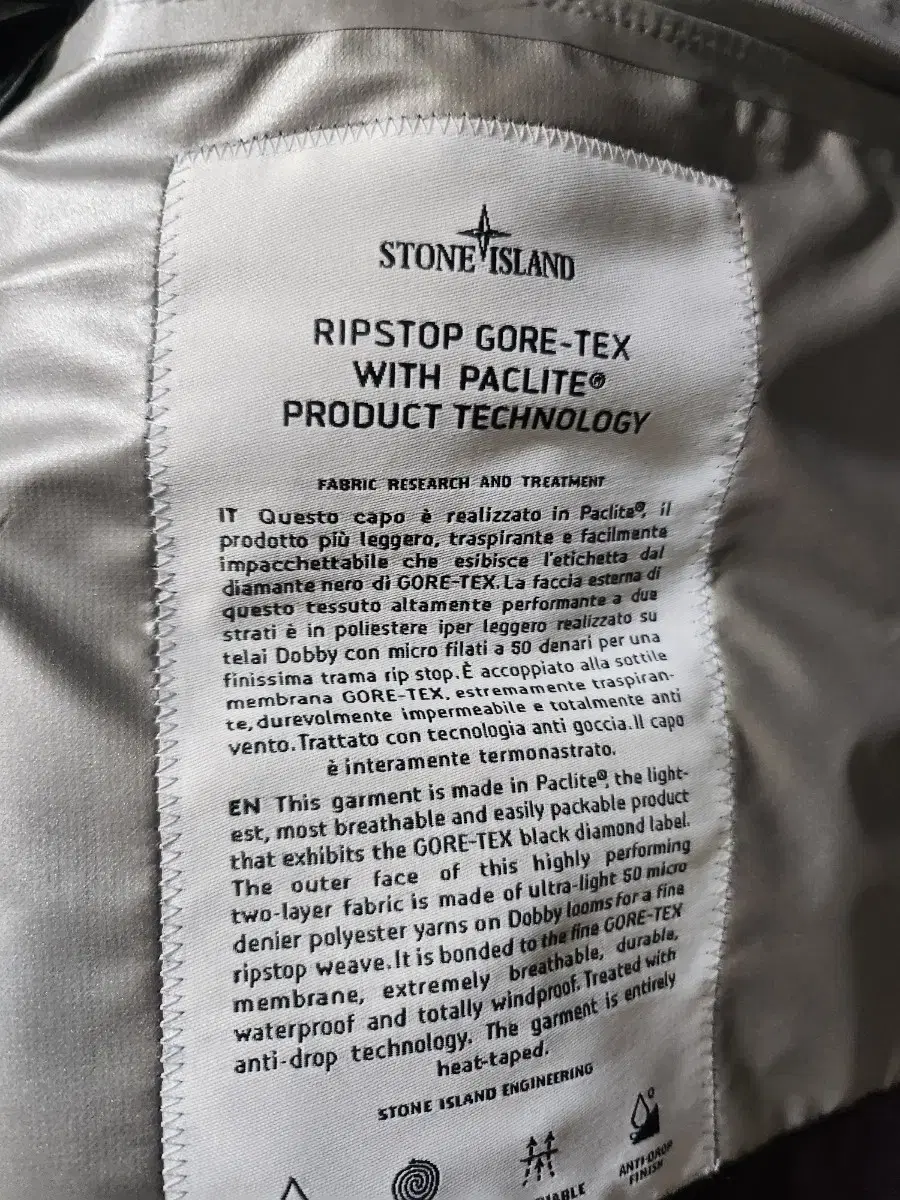 STONE ISLAND
RIPSTOP GORE-TEX
WITH PACLITE®
PRODUCT TECHNOLOGY
FABRIC RESEARCH AND TREATMENT
IT Questo capo è realizzato in Paclite®, il
prodotto più leggero, traspirante e facilmente
impacchettabile che esibisce l'etichetta dal
diamante nero di GORE-TEX. La faccia esterna di
questo tessuto altamente performante a due
strati è in poliestere iper leggero realizzato su
telai Dobby con micro filati a 50 denari per una
finissima trama rip stop. È accoppiato alla sottile
membrana GORE-TEX, estremamente traspiran-
te, durevolmente impermeabile e totalmente anti
vento. Trattato con tecnologia anti goccia. Il capo
è interamente termonastrato.
EN This garment is made in Paclite®, the light-
est, most breathable and easily packable product
that exhibits the GORE-TEX black diamond label.
The outer face of this highly performing
two-layer fabric is made of ultra-light 50 micro
denier polyester yarns on Dobby looms for a fine
ripstop weave. It is bonded to the fine GORE-TEX
membrane, extremely breathable, durable,
waterproof and totally windproof. Treated with
anti-drop technology. The garment is entirely
heat-taped.
STONE ISLAND ENGINEERING
ANTI-DROP
FINISH